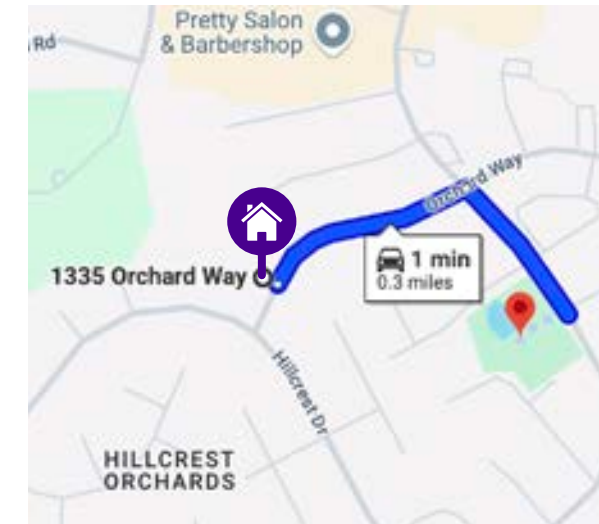 Pretty Salon
& Barbershop
Rd
Orchard Way
1335 Orchard Way
1 min
0.3 miles
Hillcrest Dr
HILLCREST
ORCHARDS